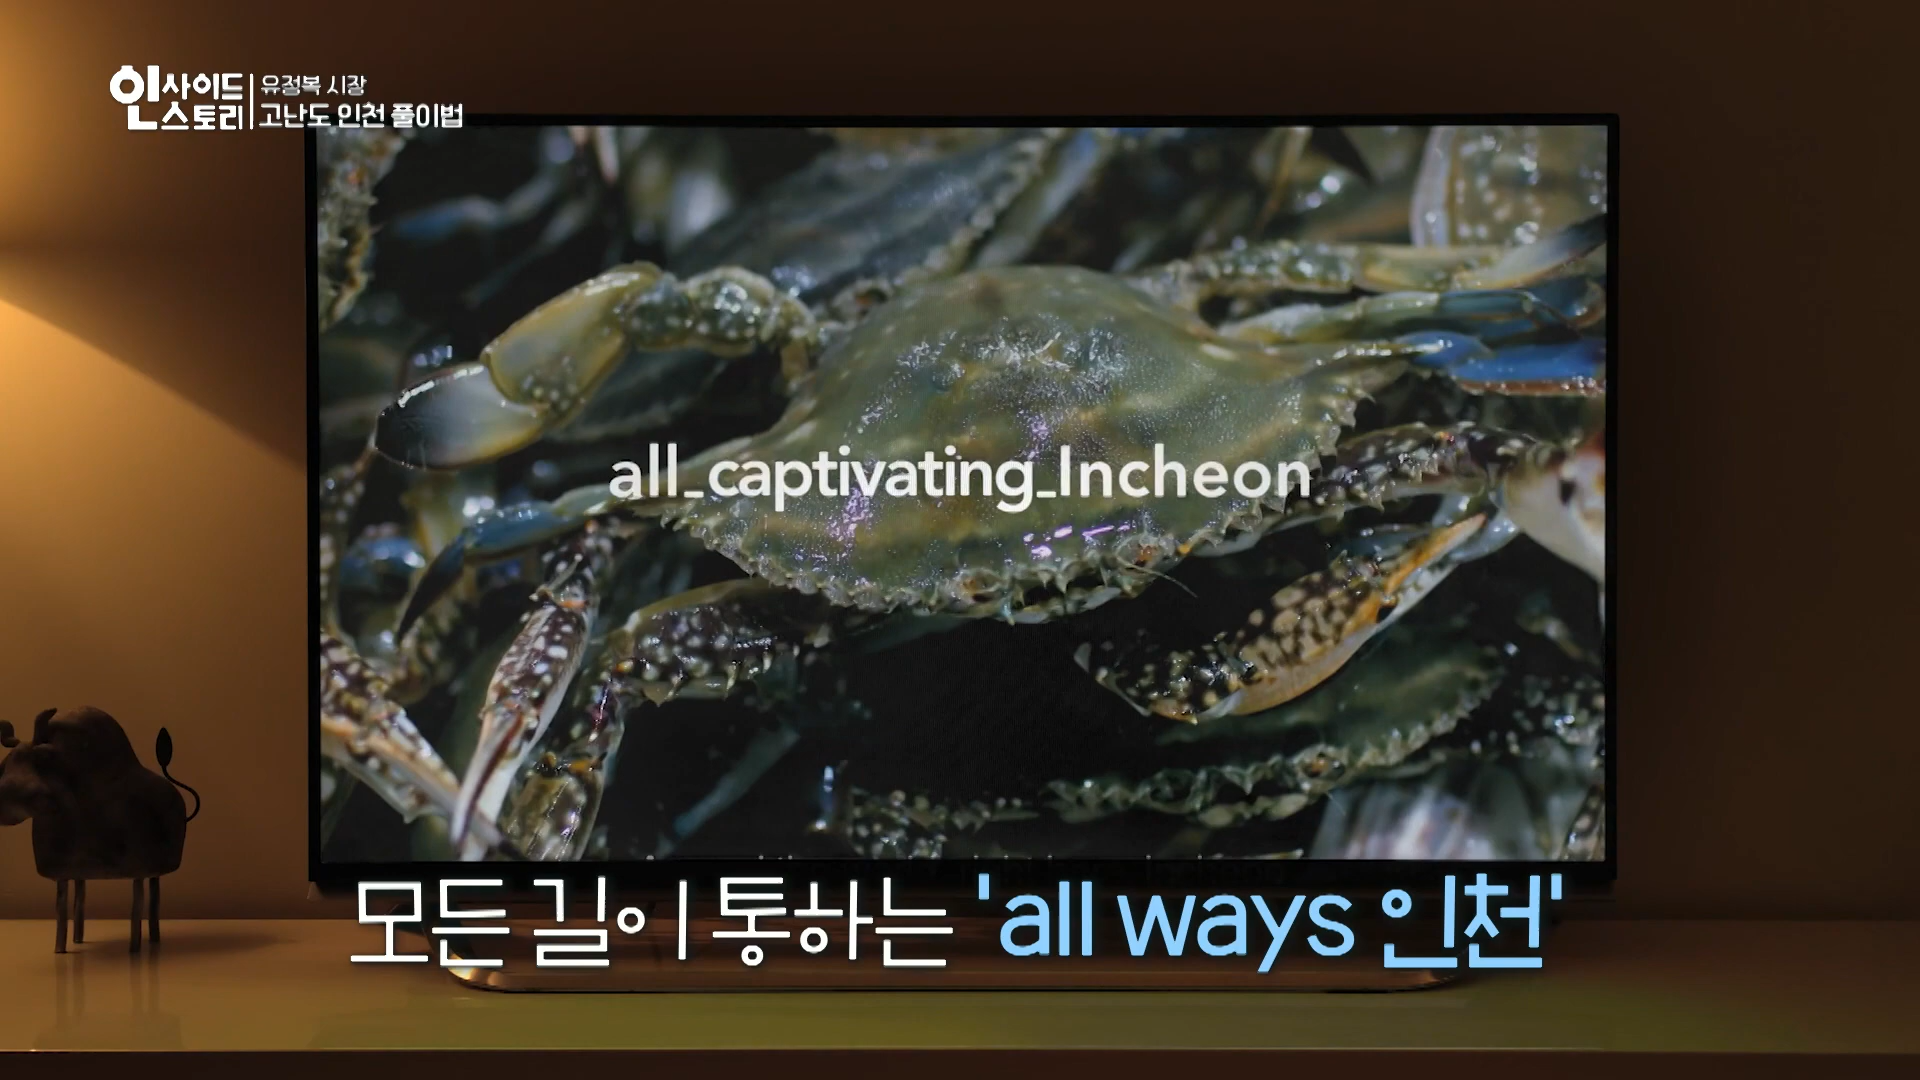 인사이드
스토리
유정복 시장
고난도 인천 풀이법
all_captivating_Incheon
모든 길이 통하는 'all ways 인천'